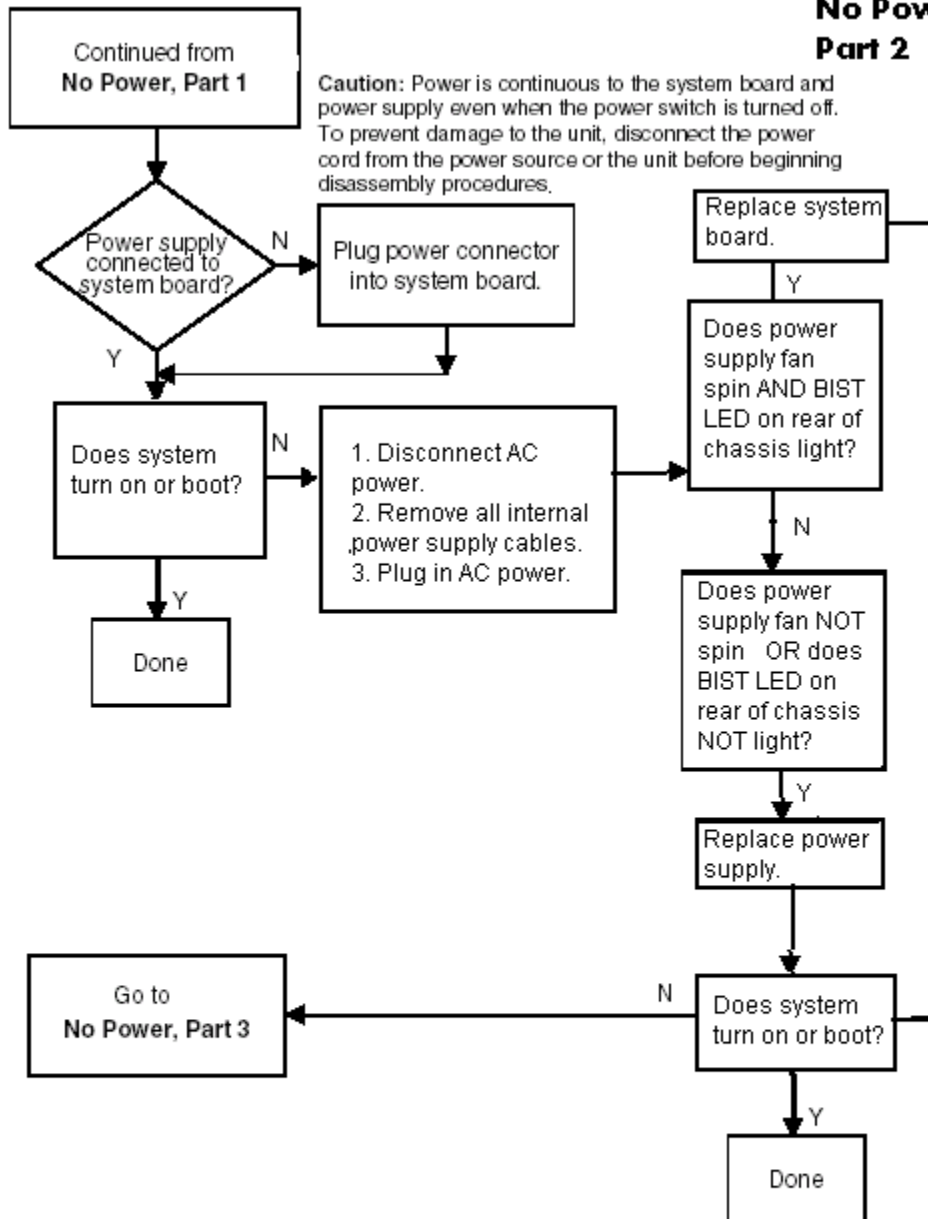 No Pow
Part 2
Continued from
No Power, Part 1
Caution: Power is continuous to the system board and
power supply even when the power switch is turned off.
To prevent damage to the unit, disconnect the power
cord from the power source or the unit before beginning
disassembly procedures.
Power supply
connected to
system board?
N
Plug power connector
into system board.
Y
Does system
turn on or boot?
N
1. Disconnect AC
power.
2. Remove all internal
power supply cables.
3. Plug in AC power.
Y
Done
Replace system
board.
Y
Does power
supply fan
spin AND BIST
LED on rear of
chassis light?
N
Does power
supply fan NOT
spin OR does
BIST LED on
rear of chassis
NOT light?
Y
Replace power
supply.
Does system
turn on or boot?
N
Go to
No Power, Part 3
Y
Done